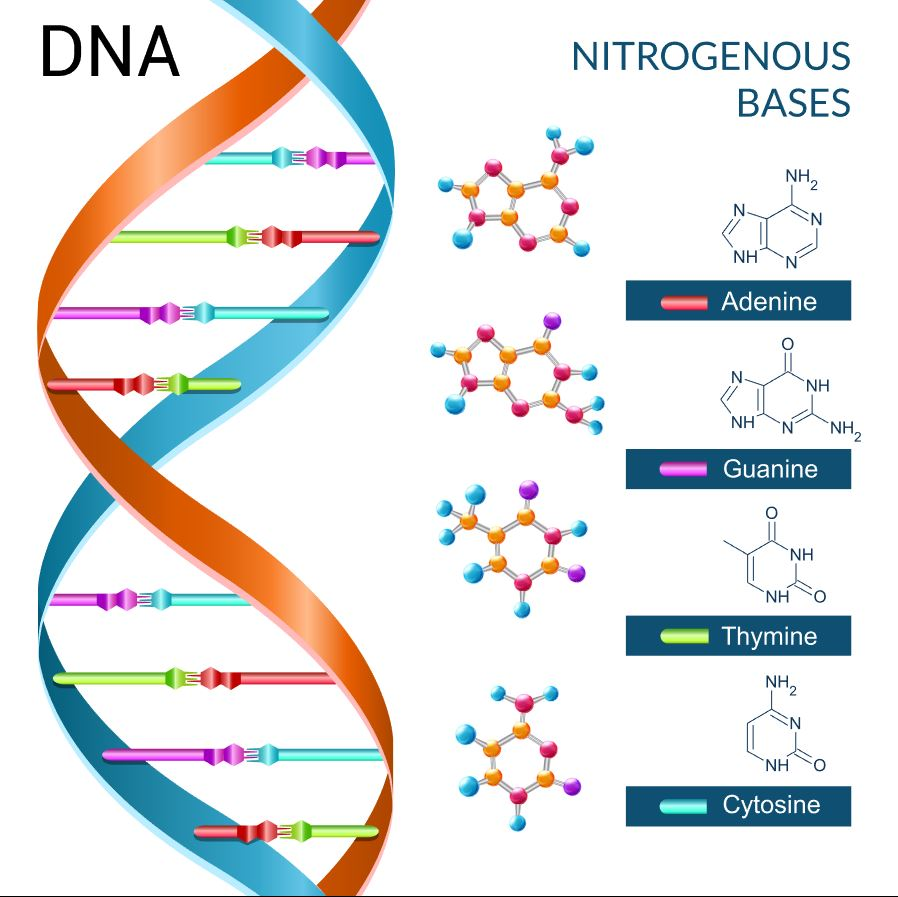 DNA
NITROGENOUS
BASES
NH2
N
N
NH
N
Adenine
O
N
NH
NH
N
NH2
Guanine
O
NH
NH
O
Thymine
NH2
N
NH
O
Cytosine